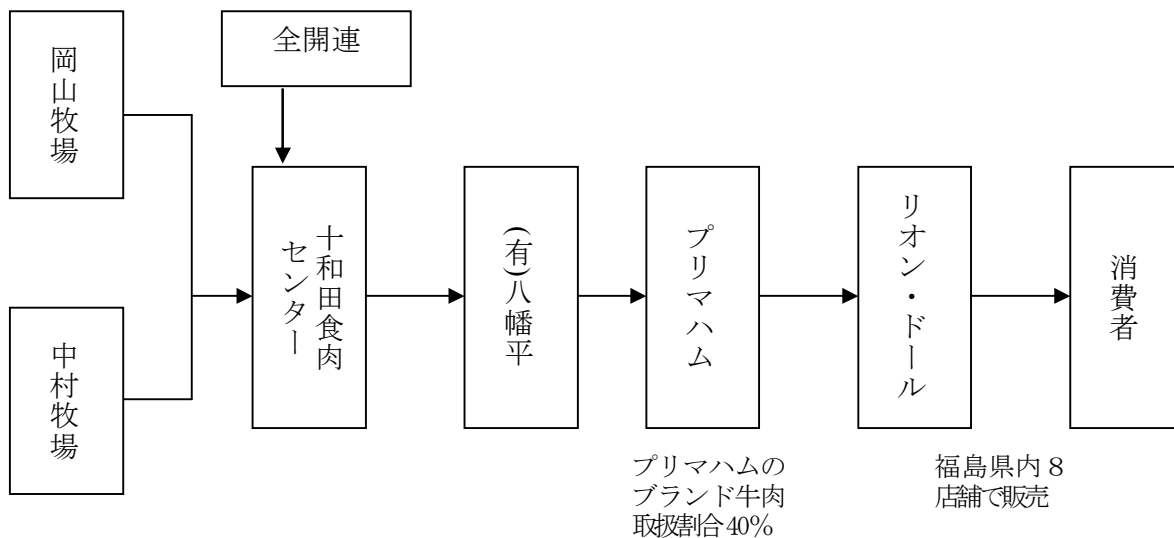 岡山牧場
全開連
中村牧場
十和田食肉
センター
(有)八幡平
プリマハム
リオン・ドール
消費者
プリマハムの
ブランド牛肉
取扱割合40%
福島県内8
店舗で販売